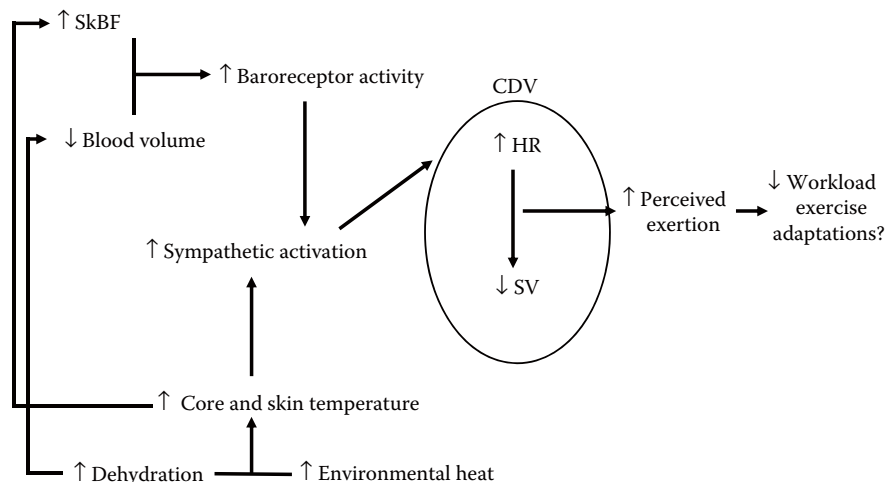 ↑ SkBF
↑ Baroreceptor activity
CDV
↓ Blood volume
↑ HR
↑ Perceived
exertion
↓ Workload
exercise
adaptations?
↑ Sympathetic activation
↓ SV
↑ Core and skin temperature
↑ Dehydration
↑ Environmental heat